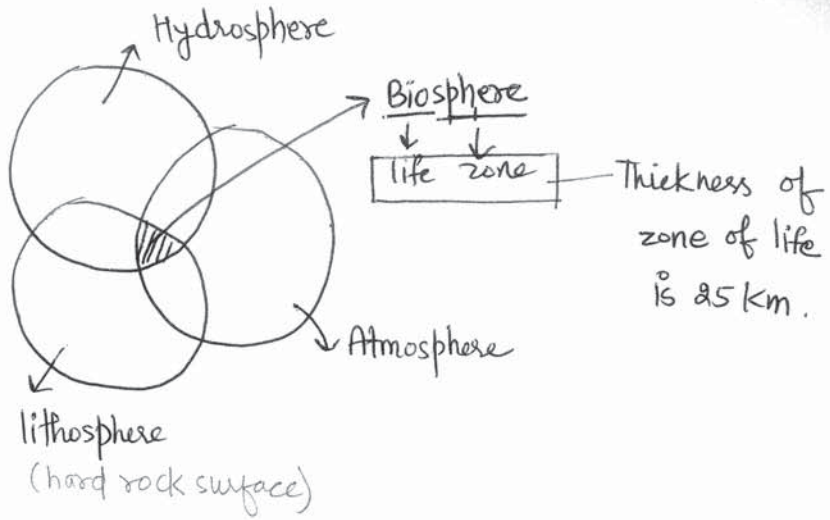 Hydrosphere
Biosphere
life zone
Thickness of
zone of life
is 25 Km.
Atmosphere
lithosphere
(hard rock surface)